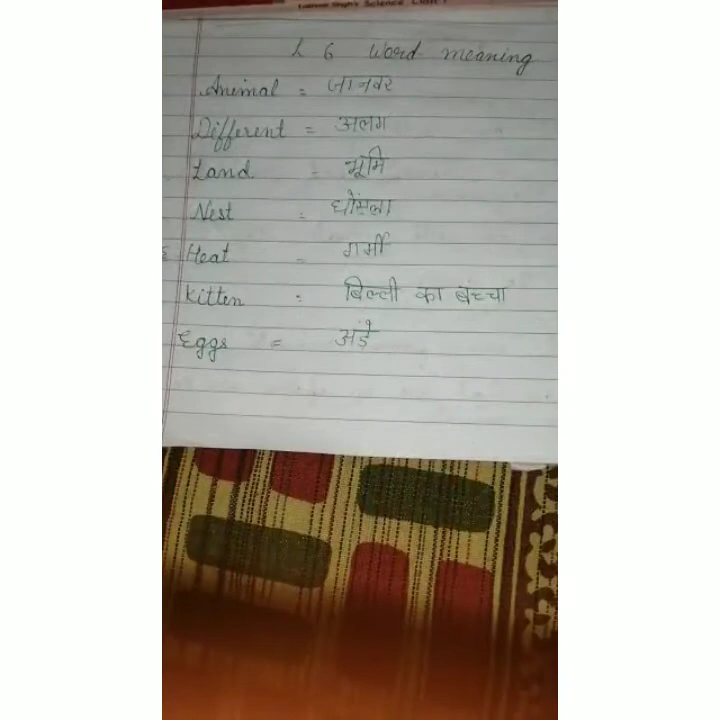 L 6 Word meaning
Animal = जानवर
Different = अलग
Land = भूमि
Nest = घोंसला
Heat = गर्मी
Kitten = बिल्ली का बच्चा
Eggs = अंडे